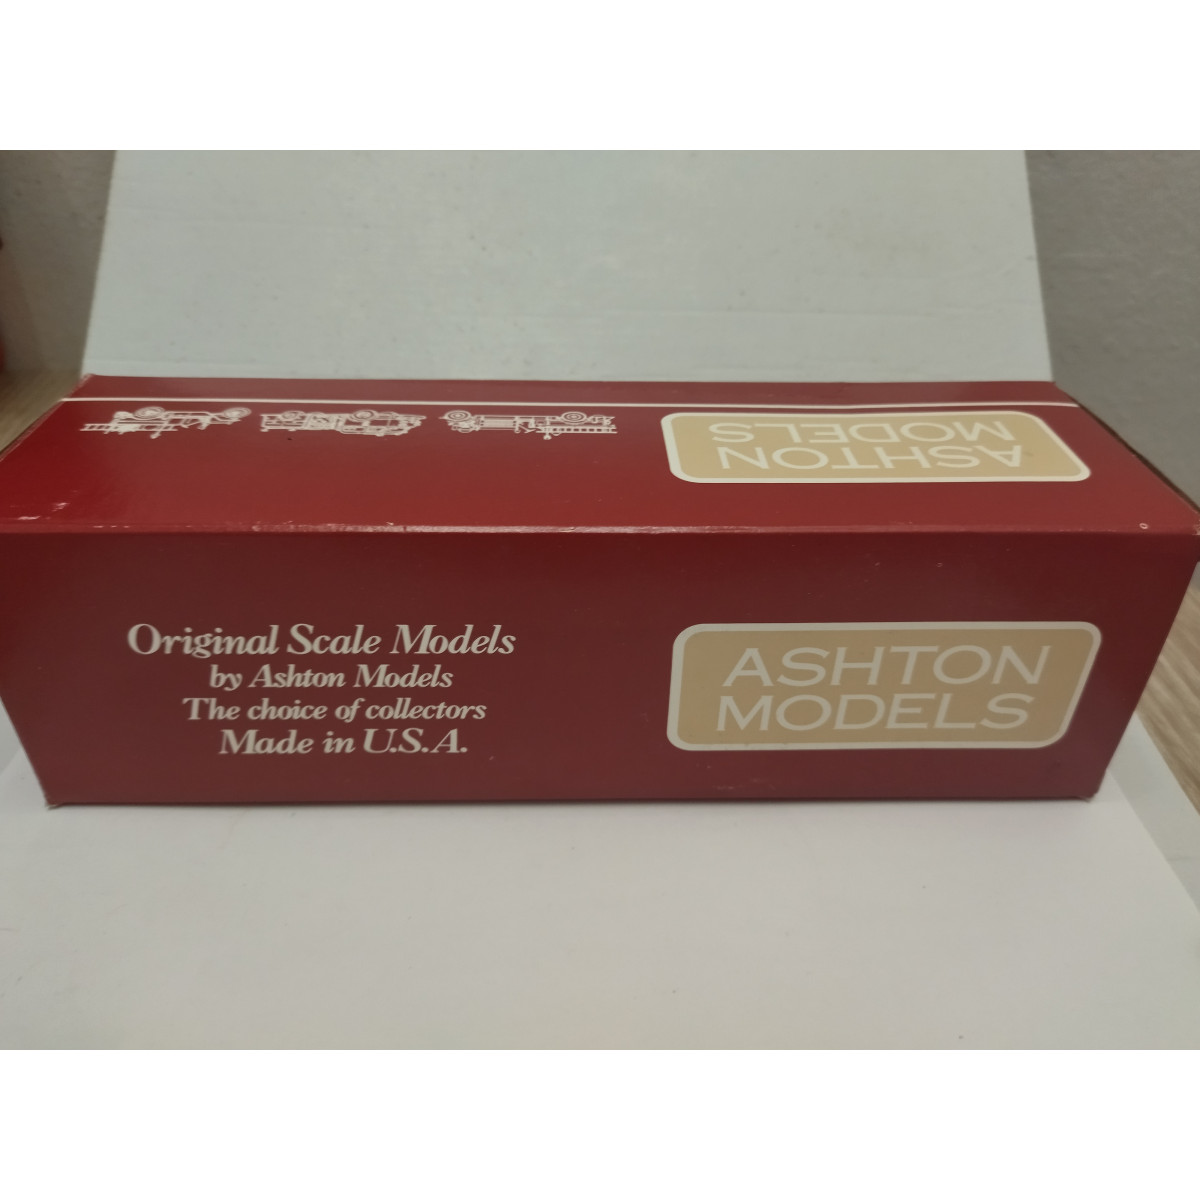 ASHTON
MODELS
Original Scale Models
by Ashton Models
The choice of collectors
Made in U.S.A.
ASHTON
MODELS